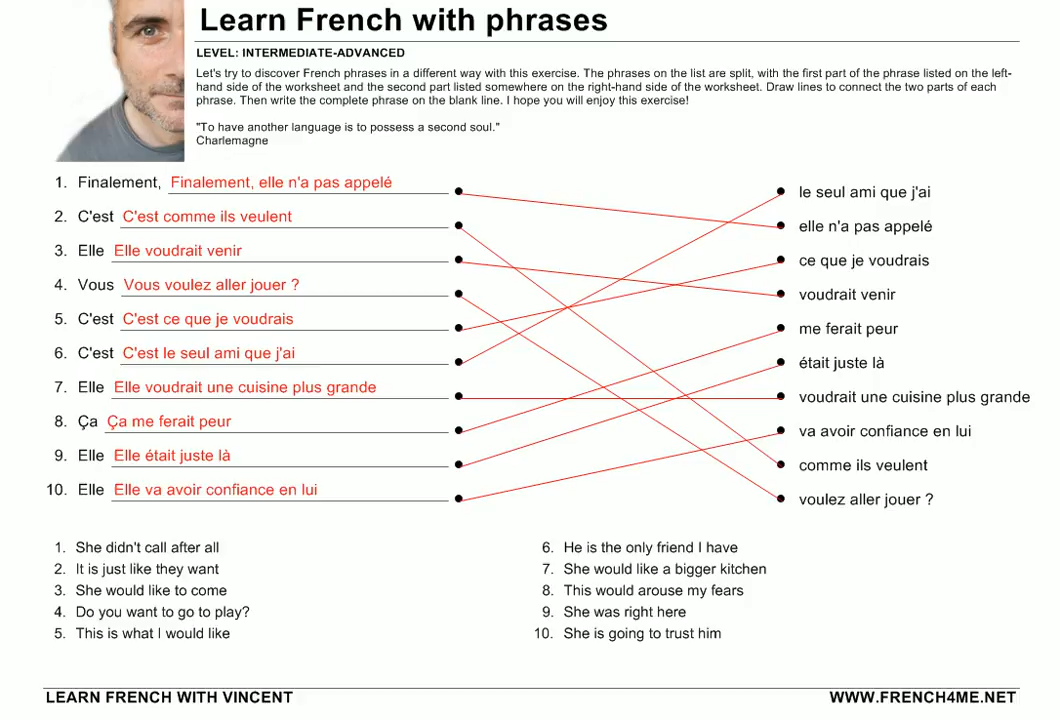 Learn French with phrases
LEVEL: INTERMEDIATE-ADVANCED
Let's try to discover French phrases in a different way with this exercise. The phrases on the list are split, with the first part of the phrase listed on the left-
hand side of the worksheet and the second part listed somewhere on the right-hand side of the worksheet. Draw lines to connect the two parts of each
phrase. Then write the complete phrase on the blank line. I hope you will enjoy this exercise!
"To have another language is to possess a second soul."
Charlemagne
1. Finalement, Finalement, elle n'a pas appelé
2. C'est C'est comme ils veulent
3. Elle Elle voudrait venir
4. Vous Vous voulez aller jouer ?
5. C'est C'est ce que je voudrais
6. C'est C'est le seul ami que j'ai
7. Elle Elle voudrait une cuisine plus grande
8. Ça Ça me ferait peur
9. Elle Elle était juste là
10. Elle Elle va avoir confiance en lui
le seul ami que j'ai
elle n'a pas appelé
ce que je voudrais
voudrait venir
me ferait peur
était juste là
voudrait une cuisine plus grande
va avoir confiance en lui
comme ils veulent
voulez aller jouer ?
1. She didn't call after all
2. It is just like they want
3. She would like to come
4. Do you want to go to play?
5. This is what I would like
6. He is the only friend I have
7. She would like a bigger kitchen
8. This would arouse my fears
9. She was right here
10. She is going to trust him
LEARN FRENCH WITH VINCENT
WWW.FRENCH4ME.NET